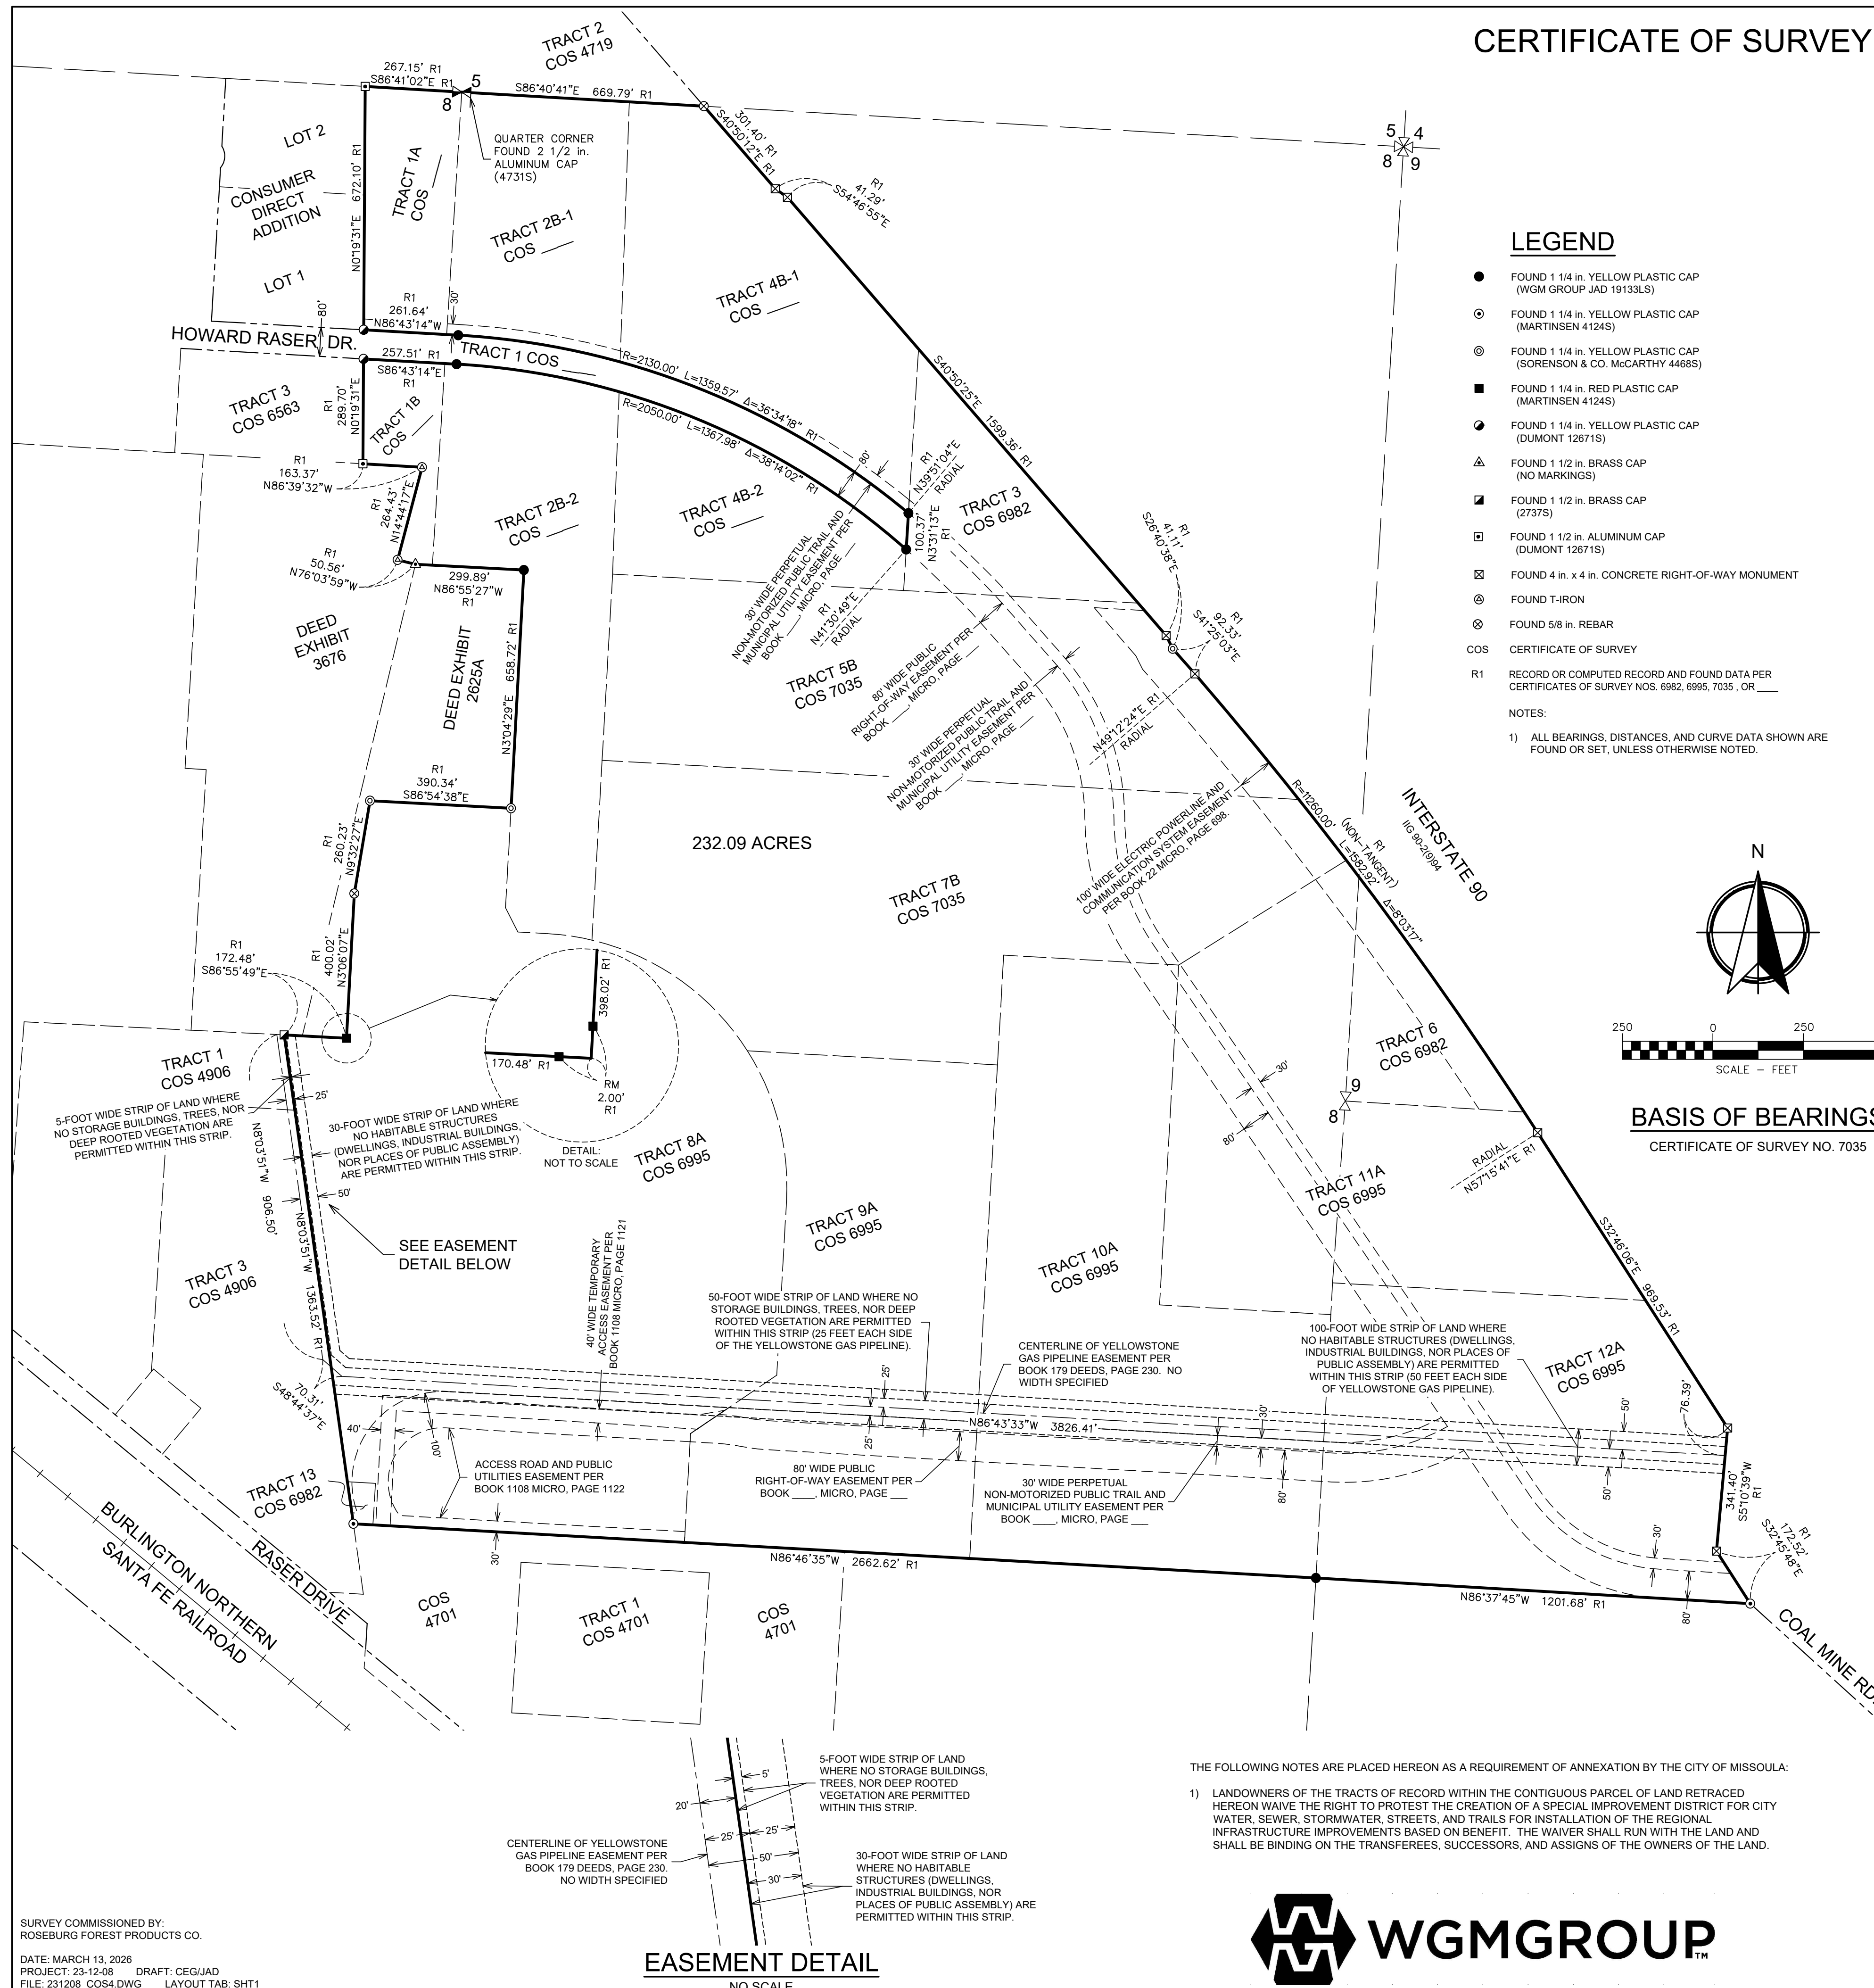 CERTIFICATE OF SURVEY
TRACT 2
COS 4719
267.15' R1
S86°41'02"E R1
5
8
S86°40'41"E 669.79' R1
QUARTER CORNER
FOUND 2 1/2 in.
ALUMINUM CAP
(4731S)
301.40' R1
S40°50'12"E R1
R1
41.29'
S54°46'55"E
5 4
8 9
LOT 2
CONSUMER
DIRECT
ADDITION
LOT 1
N0°19'31"E 672.10' R1
TRACT 1A
COS ___
TRACT 2B-1
COS ___
TRACT 4B-1
COS ___
R1
261.64'
N86°43'14"W
30'
80'
HOWARD RASER DR.
257.51' R1
S86°43'14"E
R1
TRACT 1 COS ___
R=2130.00' L=1359.57' Δ=36°34'18" R1
R=2050.00' L=1367.98' Δ=38°14'02" R1
S40°50'25"E 1599.36' R1
TRACT 3
COS 6563
R1
289.70'
N0°19'31"E
TRACT 1B
COS ___
R1
163.37'
N86°39'32"W
R1
264.43'
N14°44'17"E
R1
50.56'
N76°03'59"W
299.89'
N86°55'27"W
R1
TRACT 2B-2
COS ___
TRACT 4B-2
COS ___
80'
R1
N39°51'04"E
RADIAL
100.37'
N3°31'13"E
R1
TRACT 3
COS 6982
30' WIDE PERPETUAL
NON-MOTORIZED PUBLIC TRAIL AND
MUNICIPAL UTILITY EASEMENT PER
BOOK ___, MICRO, PAGE ___
R1
N41°30'49"E
RADIAL
R1
41.11'
S26°40'38"E
R1
92.33'
S41°25'03"E
DEED
EXHIBIT
3676
DEED EXHIBIT
2625A
N3°04'29"E 658.72' R1
TRACT 5B
COS 7035
80' WIDE PUBLIC
RIGHT-OF-WAY EASEMENT PER
BOOK ___, MICRO, PAGE ___
30' WIDE PERPETUAL
NON-MOTORIZED PUBLIC TRAIL AND
MUNICIPAL UTILITY EASEMENT PER
BOOK ___, MICRO, PAGE ___
N49°12'24"E R1
RADIAL
R1
390.34'
S86°54'38"E
R1
260.23'
N9°32'27"E
232.09 ACRES
TRACT 7B
COS 7035
100' WIDE ELECTRIC POWERLINE AND
COMMUNICATION SYSTEM EASEMENT
PER BOOK 22 MICRO, PAGE 698.
R=11260.00' L=1582.92' Δ=8°03'17"
R1
(NON-TANGENT)
INTERSTATE 90
IIG 90-2(9)94
LEGEND
FOUND 1 1/4 in. YELLOW PLASTIC CAP
(WGM GROUP JAD 19133LS)
FOUND 1 1/4 in. YELLOW PLASTIC CAP
(MARTINSEN 4124S)
FOUND 1 1/4 in. YELLOW PLASTIC CAP
(SORENSON & CO. McCARTHY 4468S)
FOUND 1 1/4 in. RED PLASTIC CAP
(MARTINSEN 4124S)
FOUND 1 1/4 in. YELLOW PLASTIC CAP
(DUMONT 12671S)
FOUND 1 1/2 in. BRASS CAP
(NO MARKINGS)
FOUND 1 1/2 in. BRASS CAP
(2737S)
FOUND 1 1/2 in. ALUMINUM CAP
(DUMONT 12671S)
FOUND 4 in. x 4 in. CONCRETE RIGHT-OF-WAY MONUMENT
FOUND T-IRON
FOUND 5/8 in. REBAR
COS CERTIFICATE OF SURVEY
R1 RECORD OR COMPUTED RECORD AND FOUND DATA PER
CERTIFICATES OF SURVEY NOS. 6982, 6995, 7035 , OR ___
NOTES:
1) ALL BEARINGS, DISTANCES, AND CURVE DATA SHOWN ARE
FOUND OR SET, UNLESS OTHERWISE NOTED.
N
250 0 250
SCALE – FEET
BASIS OF BEARINGS
CERTIFICATE OF SURVEY NO. 7035
R1
172.48'
S86°55'49"E
R1
400.02'
N3°06'07"E
398.02' R1
170.48' R1
RM
2.00'
R1
DETAIL:
NOT TO SCALE
TRACT 1
COS 4906
5-FOOT WIDE STRIP OF LAND WHERE
NO STORAGE BUILDINGS, TREES, NOR
DEEP ROOTED VEGETATION ARE
PERMITTED WITHIN THIS STRIP.
25'
30-FOOT WIDE STRIP OF LAND WHERE
NO HABITABLE STRUCTURES
(DWELLINGS, INDUSTRIAL BUILDINGS,
NOR PLACES OF PUBLIC ASSEMBLY)
ARE PERMITTED WITHIN THIS STRIP.
50'
N8°03'51"W 906.50'
N8°03'51"W 1363.52' R1
TRACT 8A
COS 6995
TRACT 9A
COS 6995
TRACT 10A
COS 6995
TRACT 11A
COS 6995
TRACT 6
COS 6982
30'
80'
9
8
RADIAL
N57°15'41"E R1
S32°46'06"E 969.53' R1
SEE EASEMENT
DETAIL BELOW
TRACT 3
COS 4906
40' WIDE TEMPORARY
ACCESS EASEMENT PER
BOOK 1108 MICRO, PAGE 1121
50-FOOT WIDE STRIP OF LAND WHERE NO
STORAGE BUILDINGS, TREES, NOR DEEP
ROOTED VEGETATION ARE PERMITTED
WITHIN THIS STRIP (25 FEET EACH SIDE
OF THE YELLOWSTONE GAS PIPELINE).
CENTERLINE OF YELLOWSTONE
GAS PIPELINE EASEMENT PER
BOOK 179 DEEDS, PAGE 230. NO
WIDTH SPECIFIED
100-FOOT WIDE STRIP OF LAND WHERE
NO HABITABLE STRUCTURES (DWELLINGS,
INDUSTRIAL BUILDINGS, NOR PLACES OF
PUBLIC ASSEMBLY) ARE PERMITTED
WITHIN THIS STRIP (50 FEET EACH SIDE
OF YELLOWSTONE GAS PIPELINE).
TRACT 12A
COS 6995
76.39'
70.31'
S48°44'37"E
40'
100'
25'
25'
N86°43'33"W 3826.41'
30'
80'
50'
50'
ACCESS ROAD AND PUBLIC
UTILITIES EASEMENT PER
BOOK 1108 MICRO, PAGE 1122
80' WIDE PUBLIC
RIGHT-OF-WAY EASEMENT PER
BOOK ____, MICRO, PAGE ___
30' WIDE PERPETUAL
NON-MOTORIZED PUBLIC TRAIL AND
MUNICIPAL UTILITY EASEMENT PER
BOOK ____, MICRO, PAGE ___
341.40'
S5°10'39"W
R1
R1
172.52'
S32°45'48"E
TRACT 13
COS 6982
30'
N86°46'35"W 2662.62' R1
30'
80'
N86°37'45"W 1201.68' R1
BURLINGTON NORTHERN
SANTA FE RAILROAD
RASER DRIVE
COS
4701
TRACT 1
COS 4701
COS
4701
COAL MINE RD.
5'
20'
25'
25'
50'
30'
5-FOOT WIDE STRIP OF LAND
WHERE NO STORAGE BUILDINGS,
TREES, NOR DEEP ROOTED
VEGETATION ARE PERMITTED
WITHIN THIS STRIP.
CENTERLINE OF YELLOWSTONE
GAS PIPELINE EASEMENT PER
BOOK 179 DEEDS, PAGE 230.
NO WIDTH SPECIFIED
30-FOOT WIDE STRIP OF LAND
WHERE NO HABITABLE
STRUCTURES (DWELLINGS,
INDUSTRIAL BUILDINGS, NOR
PLACES OF PUBLIC ASSEMBLY) ARE
PERMITTED WITHIN THIS STRIP.
EASEMENT DETAIL
NO SCALE
THE FOLLOWING NOTES ARE PLACED HEREON AS A REQUIREMENT OF ANNEXATION BY THE CITY OF MISSOULA:
1) LANDOWNERS OF THE TRACTS OF RECORD WITHIN THE CONTIGUOUS PARCEL OF LAND RETRACED
HEREON WAIVE THE RIGHT TO PROTEST THE CREATION OF A SPECIAL IMPROVEMENT DISTRICT FOR CITY
WATER, SEWER, STORMWATER, STREETS, AND TRAILS FOR INSTALLATION OF THE REGIONAL
INFRASTRUCTURE IMPROVEMENTS BASED ON BENEFIT. THE WAIVER SHALL RUN WITH THE LAND AND
SHALL BE BINDING ON THE TRANSFEREES, SUCCESSORS, AND ASSIGNS OF THE OWNERS OF THE LAND.
WGMGROUP TM
SURVEY COMMISSIONED BY:
ROSEBURG FOREST PRODUCTS CO.
DATE: MARCH 13, 2026
PROJECT: 23-12-08 DRAFT: CEG/JAD
FILE: 231208_COS4.DWG LAYOUT TAB: SHT1